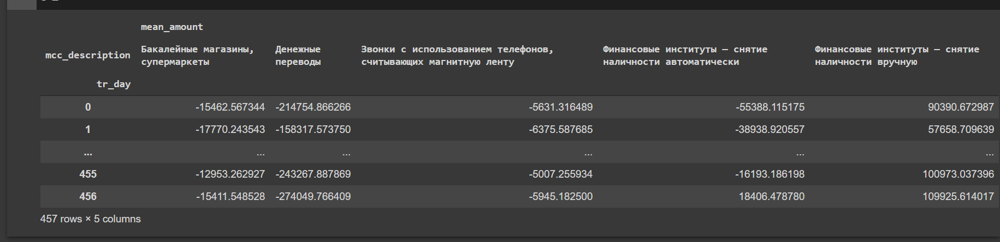 mean_amount
mcc_description Бакалейные магазины, супермаркеты Денежные переводы Звонки с использованием телефонов, считывающих магнитную ленту Финансовые институты — снятие наличности автоматически Финансовые институты — снятие наличности вручную
tr_day
0 -15462.567344 -214754.866266 -5631.316489 -55388.115175 90390.672987
1 -17770.243543 -158317.573750 -6375.587685 -38938.920557 57658.709639
... ... ... ... ... ...
455 -12953.262927 -243267.887869 -5007.255934 -16193.186198 100973.037396
456 -15411.548528 -274049.766409 -5945.182500 18406.478780 109925.614017
457 rows × 5 columns